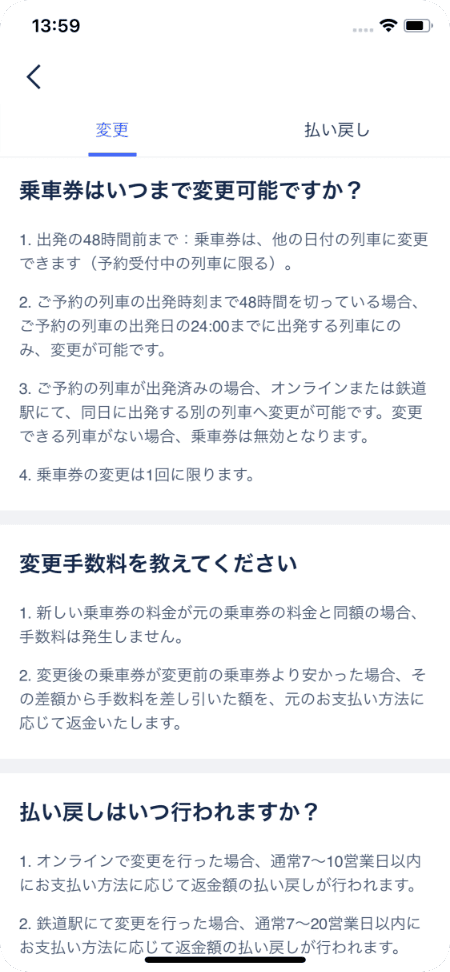 13:59
変更
払い戻し
乗車券はいつまで変更可能ですか？
1. 出発の48時間前まで：乗車券は、他の日付の列車に変更
できます（予約受付中の列車に限る）。
2. ご予約の列車の出発時刻まで48時間を切っている場合、
ご予約の列車の出発日の24:00までに出発する列車にの
み、変更が可能です。
3. ご予約の列車が出発済みの場合、オンラインまたは鉄道
駅にて、同日に出発する別の列車へ変更が可能です。変更
できる列車がない場合、乗車券は無効となります。
4. 乗車券の変更は1回に限ります。
変更手数料を教えてください
1. 新しい乗車券の料金が元の乗車券の料金と同額の場合、
手数料は発生しません。
2. 変更後の乗車券が変更前の乗車券より安かった場合、そ
の差額から手数料を差し引いた額を、元のお支払い方法に
応じて返金いたします。
払い戻しはいつ行われますか？
1. オンラインで変更を行った場合、通常7〜10営業日以内
にお支払い方法に応じて返金額の払い戻しが行われます。
2. 鉄道駅にて変更を行った場合、通常7〜20営業日以内に
お支払い方法に応じて返金額の払い戻しが行われます。